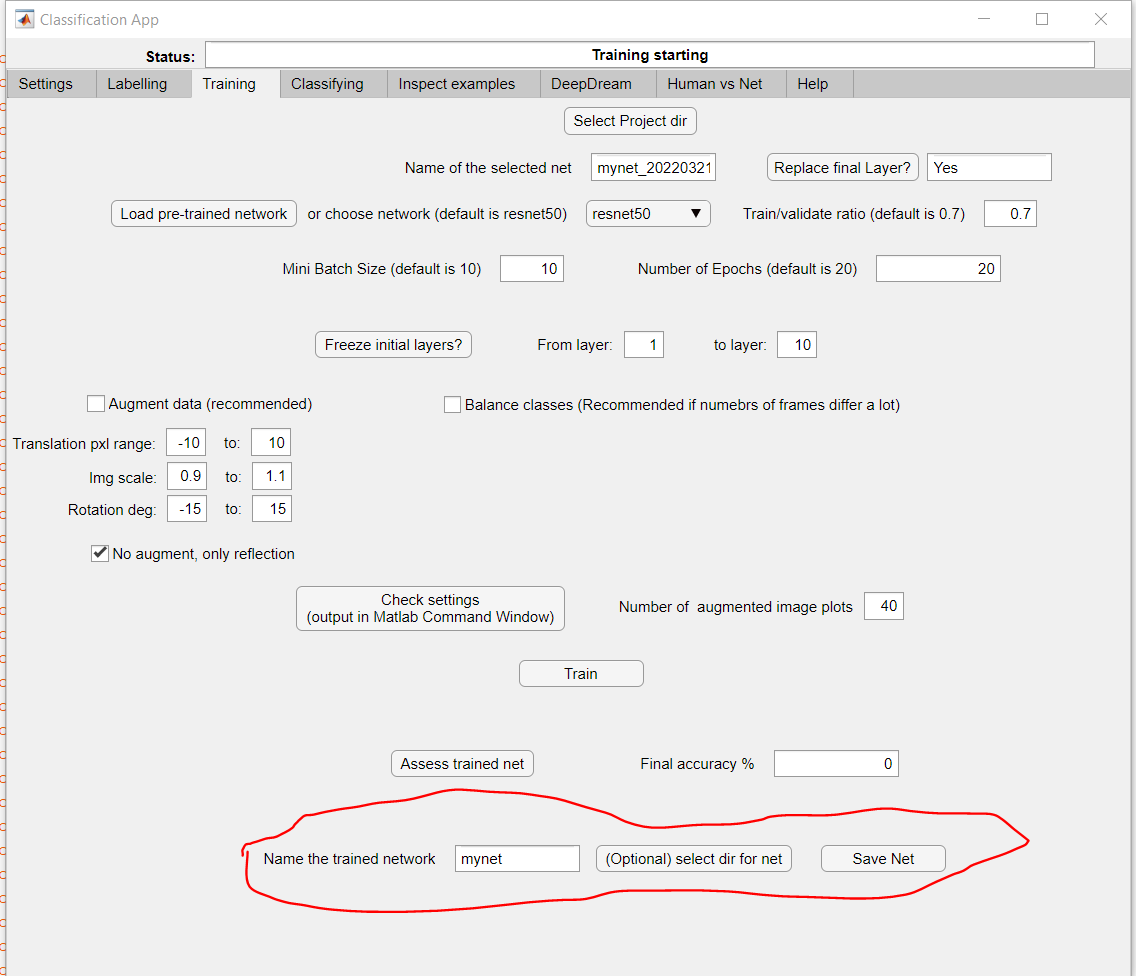 Classification App
Status: Training starting
Settings Labelling Training Classifying Inspect examples DeepDream Human vs Net Help
Select Project dir
Name of the selected net mynet_20220321 Replace final Layer? Yes
Load pre-trained network or choose network (default is resnet50) resnet50 Train/validate ratio (default is 0.7) 0.7
Mini Batch Size (default is 10) 10 Number of Epochs (default is 20) 20
Freeze initial layers? From layer: 1 to layer: 10
Augment data (recommended) Balance classes (Recommended if numebrs of frames differ a lot)
Translation pxl range: -10 to: 10
Img scale: 0.9 to: 1.1
Rotation deg: -15 to: 15
No augment, only reflection
Check settings
(output in Matlab Command Window) Number of augmented image plots 40
Train
Assess trained net Final accuracy % 0
Name the trained network mynet (Optional) select dir for net Save Net